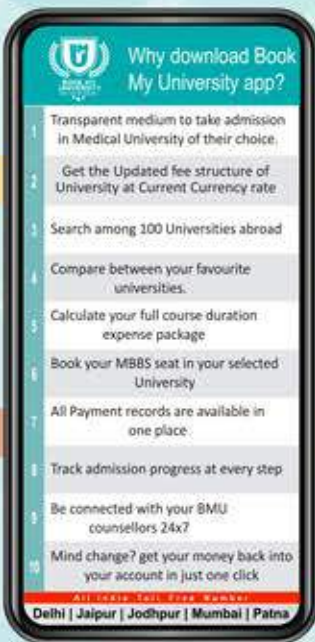 BOOK MY
UNIVERSITY
Why download Book
My University app?
1 Transparent medium to take admission
in Medical University of their choice.
2 Get the Updated fee structure of
University at Current Currency rate
3 Search among 100 Universities abroad
4 Compare between your favourite
universities.
5 Calculate your full course duration
expense package
6 Book your MBBS seat in your selected
University
7 All Payment records are available in
one place
8 Track admission progress at every step
9 Be connected with your BMU
counsellors 24x7
10 Mind change? get your money back into
your account in just one click
All India Toll Free Number
Delhi | Jaipur | Jodhpur | Mumbai | Patna